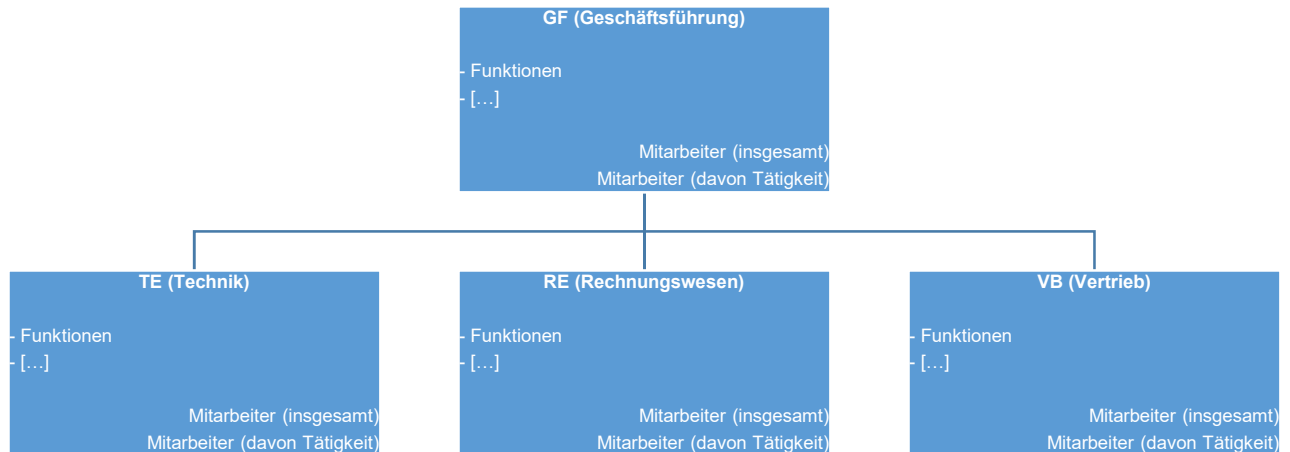 GF (Geschäftsführung)
- Funktionen
- […]
Mitarbeiter (insgesamt)
Mitarbeiter (davon Tätigkeit)
TE (Technik)
- Funktionen
- […]
Mitarbeiter (insgesamt)
Mitarbeiter (davon Tätigkeit)
RE (Rechnungswesen)
- Funktionen
- […]
Mitarbeiter (insgesamt)
Mitarbeiter (davon Tätigkeit)
VB (Vertrieb)
- Funktionen
- […]
Mitarbeiter (insgesamt)
Mitarbeiter (davon Tätigkeit)